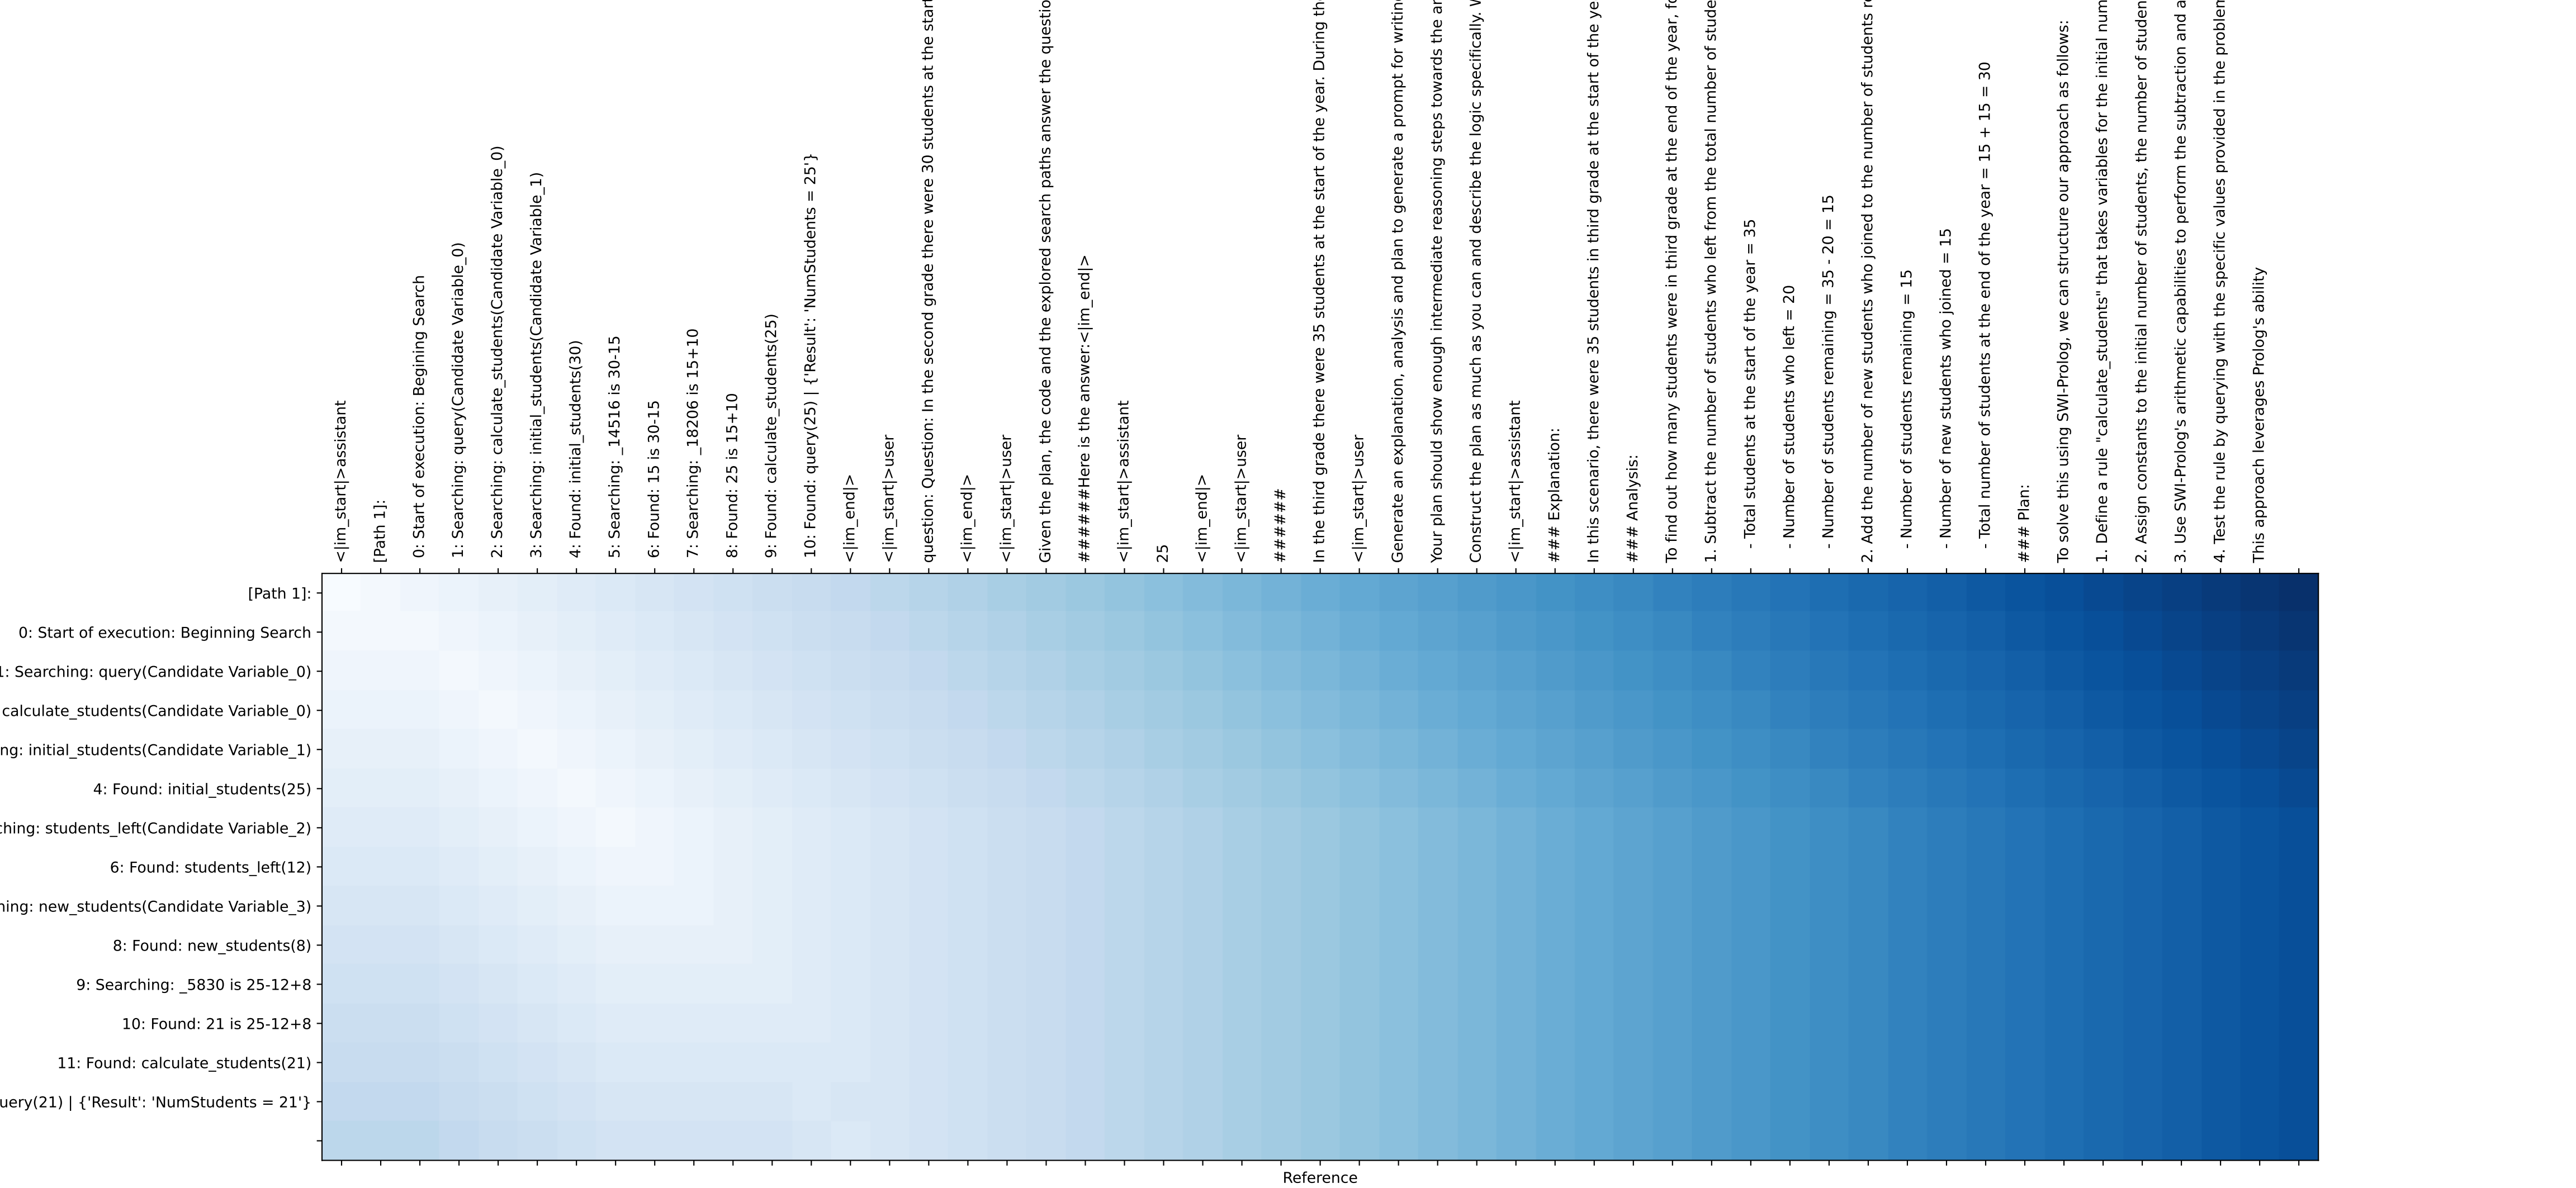 <|im_start|>assistant
[Path 1]:
0: Start of execution: Begining Search
1: Searching: query(Candidate Variable_0)
2: Searching: calculate_students(Candidate Variable_0)
3: Searching: initial_students(Candidate Variable_1)
4: Found: initial_students(30)
5: Searching: _14516 is 30-15
6: Found: 15 is 30-15
7: Searching: _18206 is 15+10
8: Found: 25 is 15+10
9: Found: calculate_students(25)
10: Found: query(25) | {'Result': 'NumStudents = 25'}
<|im_end|>
<|im_start|>user
question: Question: In the second grade there were 30 students at the start
<|im_end|>
<|im_start|>user
Given the plan, the code and the explored search paths answer the questio
#######Here is the answer:<|im_end|>
<|im_start|>assistant
25
<|im_end|>
<|im_start|>user
#######
In the third grade there were 35 students at the start of the year. During th
<|im_start|>user
Generate an explanation, analysis and plan to generate a prompt for writing
Your plan should show enough intermediate reasoning steps towards the an
Construct the plan as much as you can and describe the logic specifically. W
<|im_start|>assistant
### Explanation:
In this scenario, there were 35 students in third grade at the start of the ye
### Analysis:
To find out how many students were in third grade at the end of the year, fo
1. Subtract the number of students who left from the total number of stude
- Total students at the start of the year = 35
- Number of students who left = 20
- Number of students remaining = 35 - 20 = 15
2. Add the number of new students who joined to the number of students re
- Number of students remaining = 15
- Number of new students who joined = 15
- Total number of students at the end of the year = 15 + 15 = 30
### Plan:
To solve this using SWI-Prolog, we can structure our approach as follows:
1. Define a rule "calculate_students" that takes variables for the initial num
2. Assign constants to the initial number of students, the number of studen
3. Use SWI-Prolog's arithmetic capabilities to perform the subtraction and a
4. Test the rule by querying with the specific values provided in the problem
This approach leverages Prolog's ability
[Path 1]:
0: Start of execution: Beginning Search
1: Searching: query(Candidate Variable_0)
calculate_students(Candidate Variable_0)
ng: initial_students(Candidate Variable_1)
4: Found: initial_students(25)
ching: students_left(Candidate Variable_2)
6: Found: students_left(12)
ning: new_students(Candidate Variable_3)
8: Found: new_students(8)
9: Searching: _5830 is 25-12+8
10: Found: 21 is 25-12+8
11: Found: calculate_students(21)
uery(21) | {'Result': 'NumStudents = 21'}
Reference